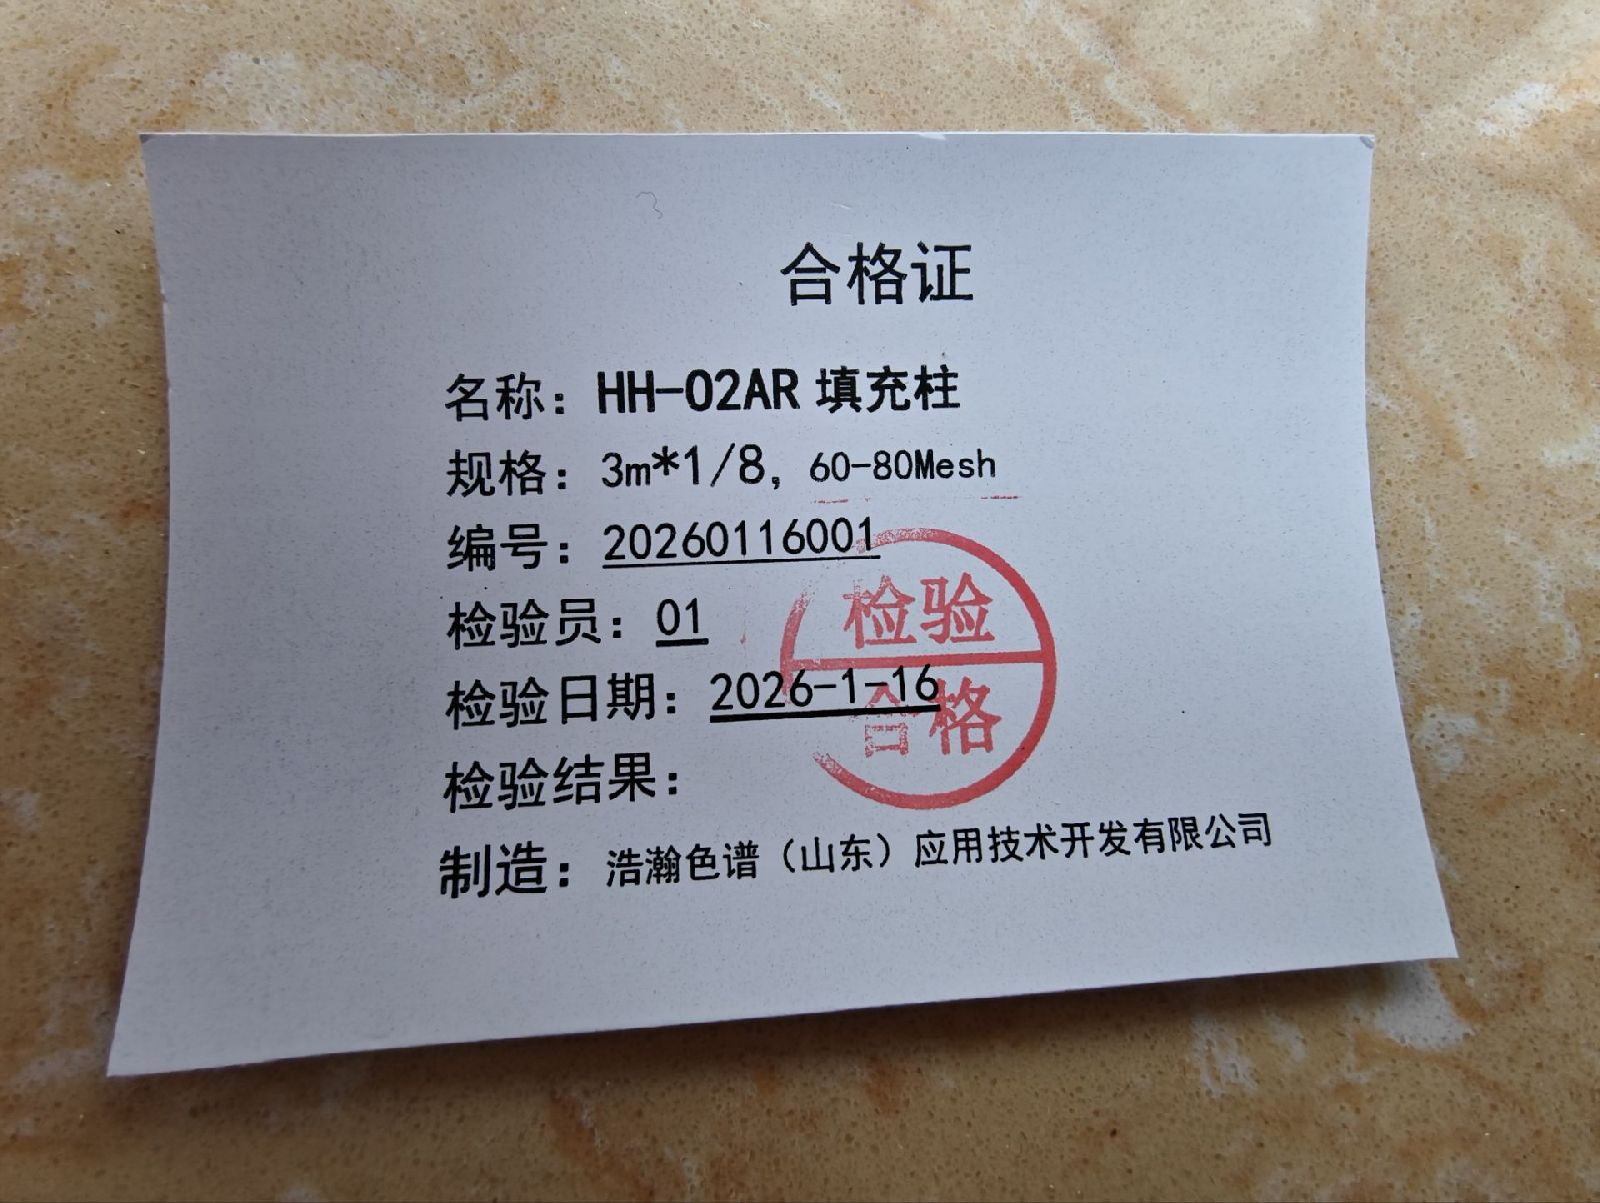 合格证
名称：HH-O2AR 填充柱
规格：3m*1/8，60-80Mesh
编号：20260116001
检验员：01
检验日期：2026-1-16
检验结果：
制造：浩瀚色谱（山东）应用技术开发有限公司
检验
合格